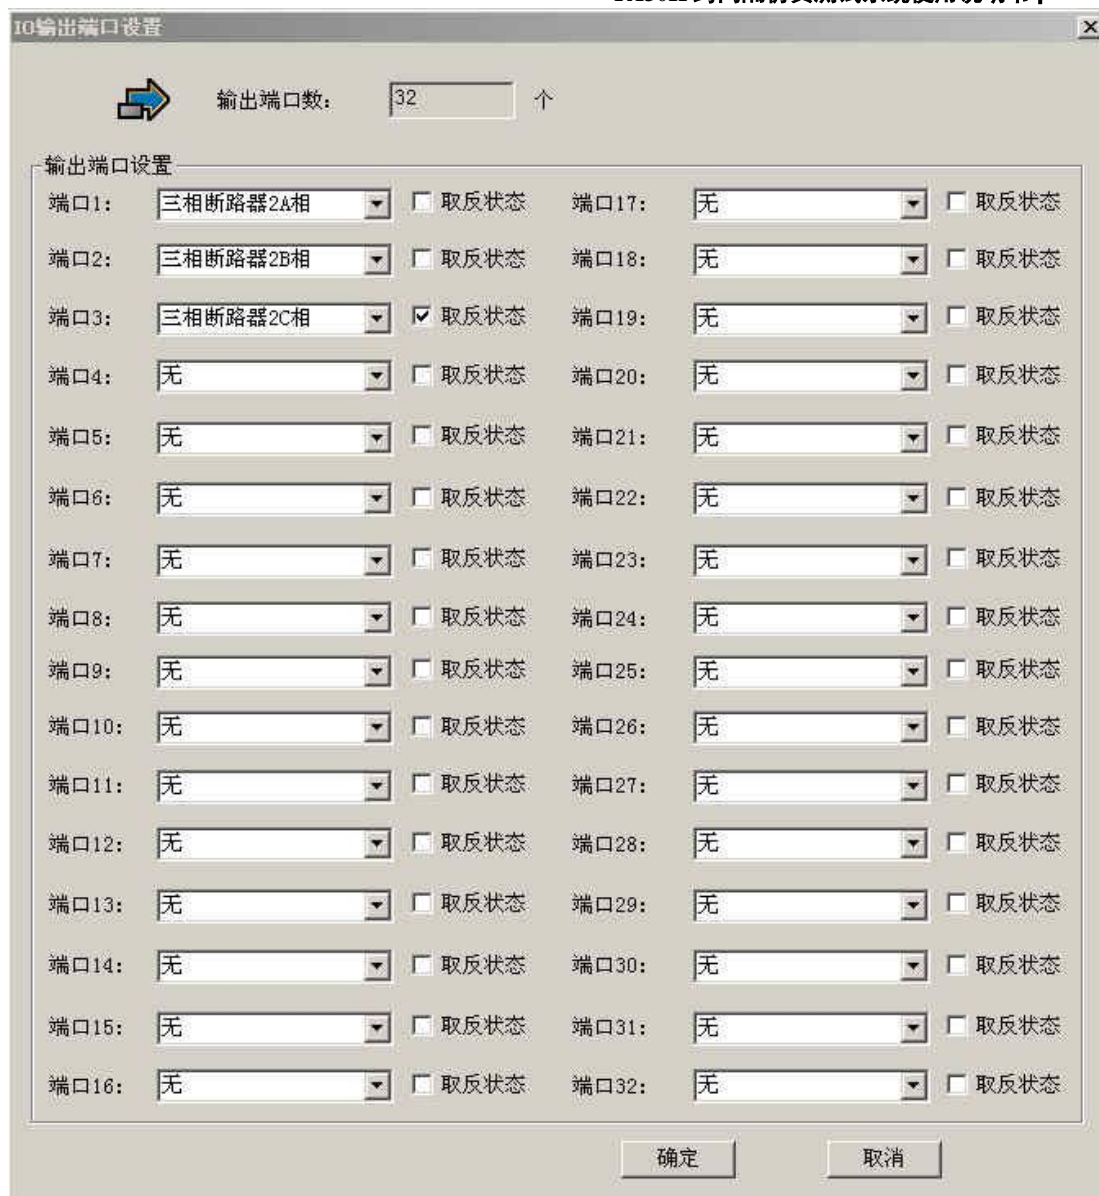 IO输出端口设置
输出端口数： 32 个
输出端口设置
端口1： 三相断路器2A相 取反状态 端口17： 无 取反状态
端口2： 三相断路器2B相 取反状态 端口18： 无 取反状态
端口3： 三相断路器2C相 取反状态 端口19： 无 取反状态
端口4： 无 取反状态 端口20： 无 取反状态
端口5： 无 取反状态 端口21： 无 取反状态
端口6： 无 取反状态 端口22： 无 取反状态
端口7： 无 取反状态 端口23： 无 取反状态
端口8： 无 取反状态 端口24： 无 取反状态
端口9： 无 取反状态 端口25： 无 取反状态
端口10： 无 取反状态 端口26： 无 取反状态
端口11： 无 取反状态 端口27： 无 取反状态
端口12： 无 取反状态 端口28： 无 取反状态
端口13： 无 取反状态 端口29： 无 取反状态
端口14： 无 取反状态 端口30： 无 取反状态
端口15： 无 取反状态 端口31： 无 取反状态
端口16： 无 取反状态 端口32： 无 取反状态
确定 取消